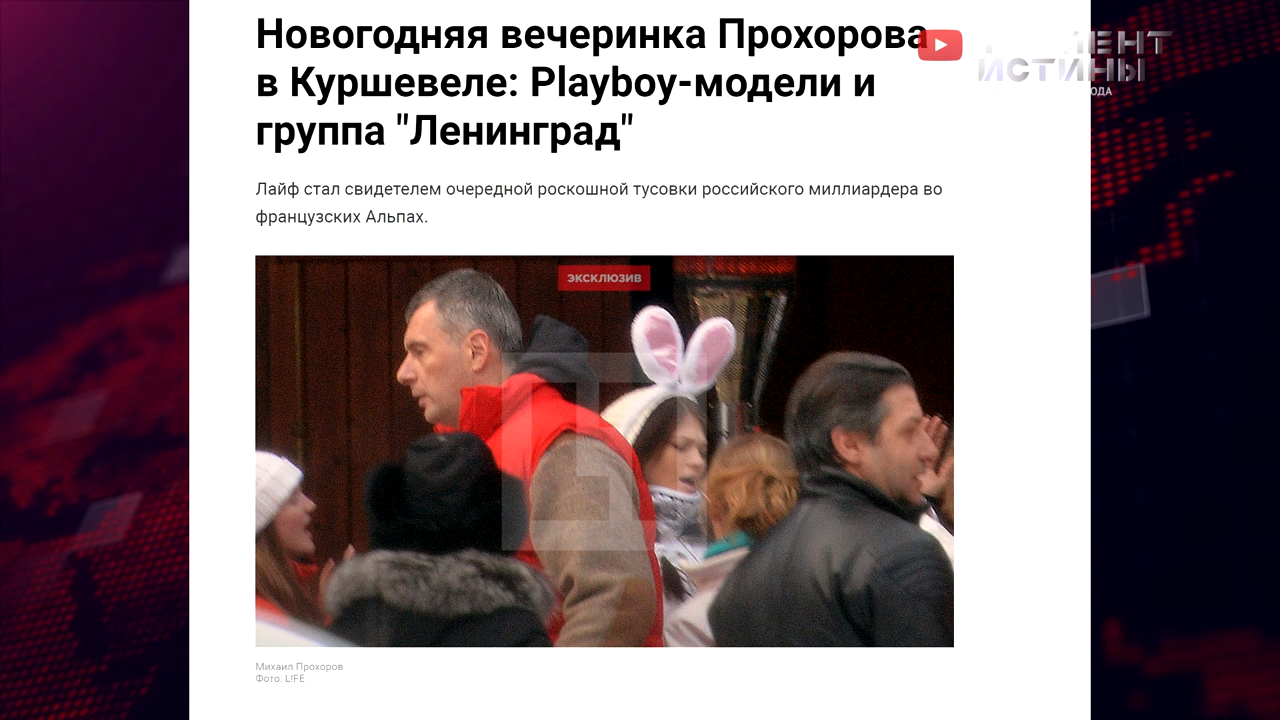 Новогодняя вечеринка Прохорова
в Куршевеле: Playboy-модели и
группа "Ленинград"
ИСТИНЫ
Лайф стал свидетелем очередной роскошной тусовки российского миллиардера во
французских Альпах.
ЭКСКЛЮЗИВ
Михаил Прохоров
Фото: L!FE